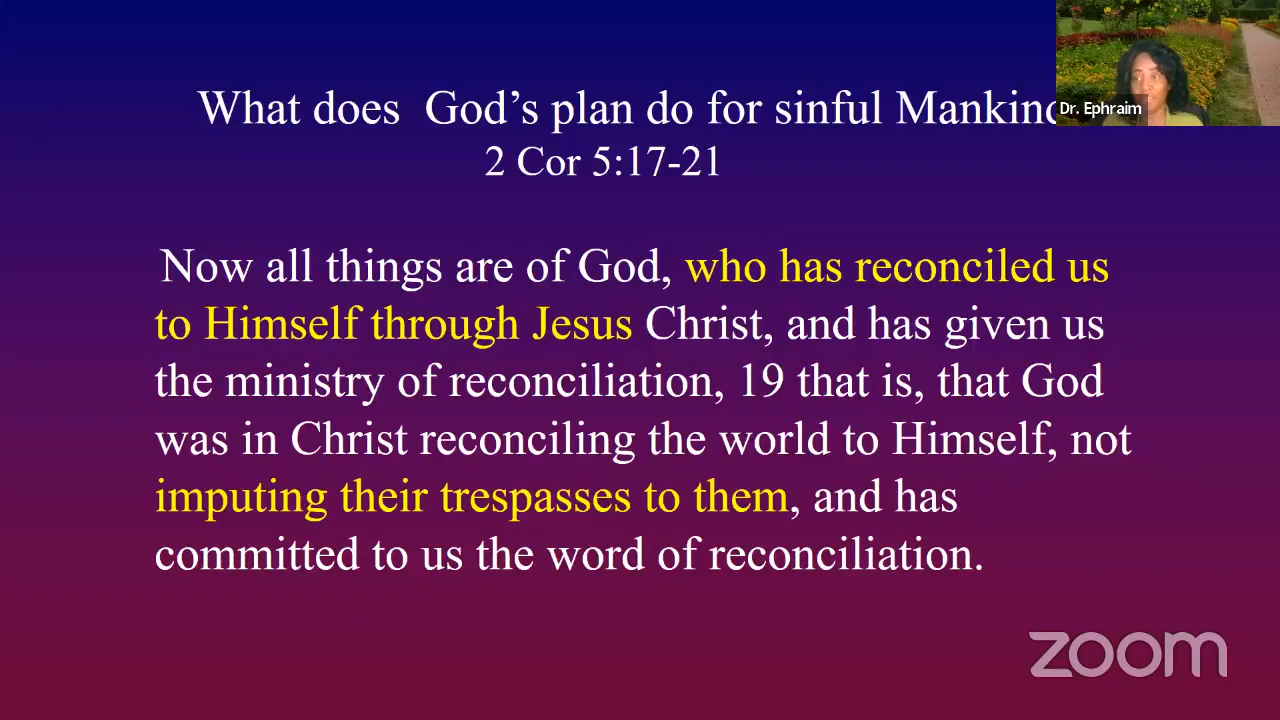 What does God’s plan do for sinful Mankind
Dr. Ephraim
2 Cor 5:17-21
Now all things are of God, who has reconciled us
to Himself through Jesus Christ, and has given us
the ministry of reconciliation, 19 that is, that God
was in Christ reconciling the world to Himself, not
imputing their trespasses to them, and has
committed to us the word of reconciliation.
zoom